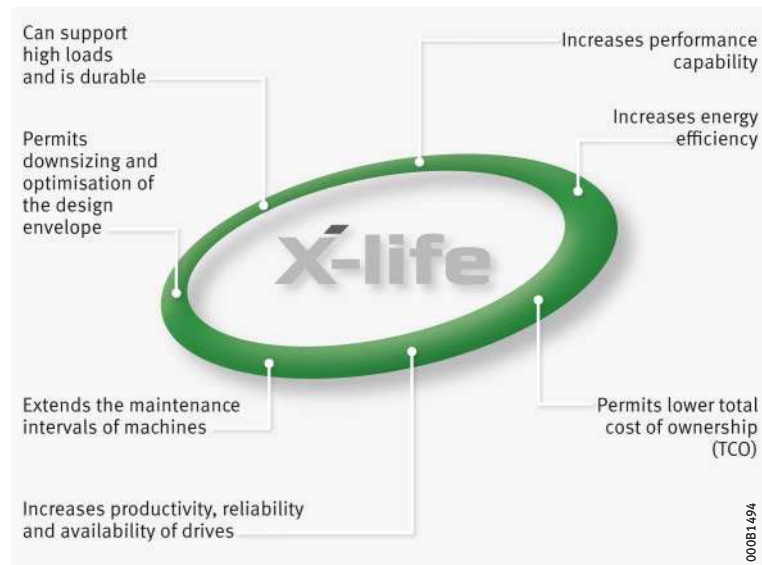 Can support
high loads
and is durable
Increases performance
capability
Increases energy
efficiency
Permits
downsizing and
optimisation of
the design
envelope
X-life
Extends the maintenance
intervals of machines
Permits lower total
cost of ownership
(TCO)
Increases productivity, reliability
and availability of drives
000B1494